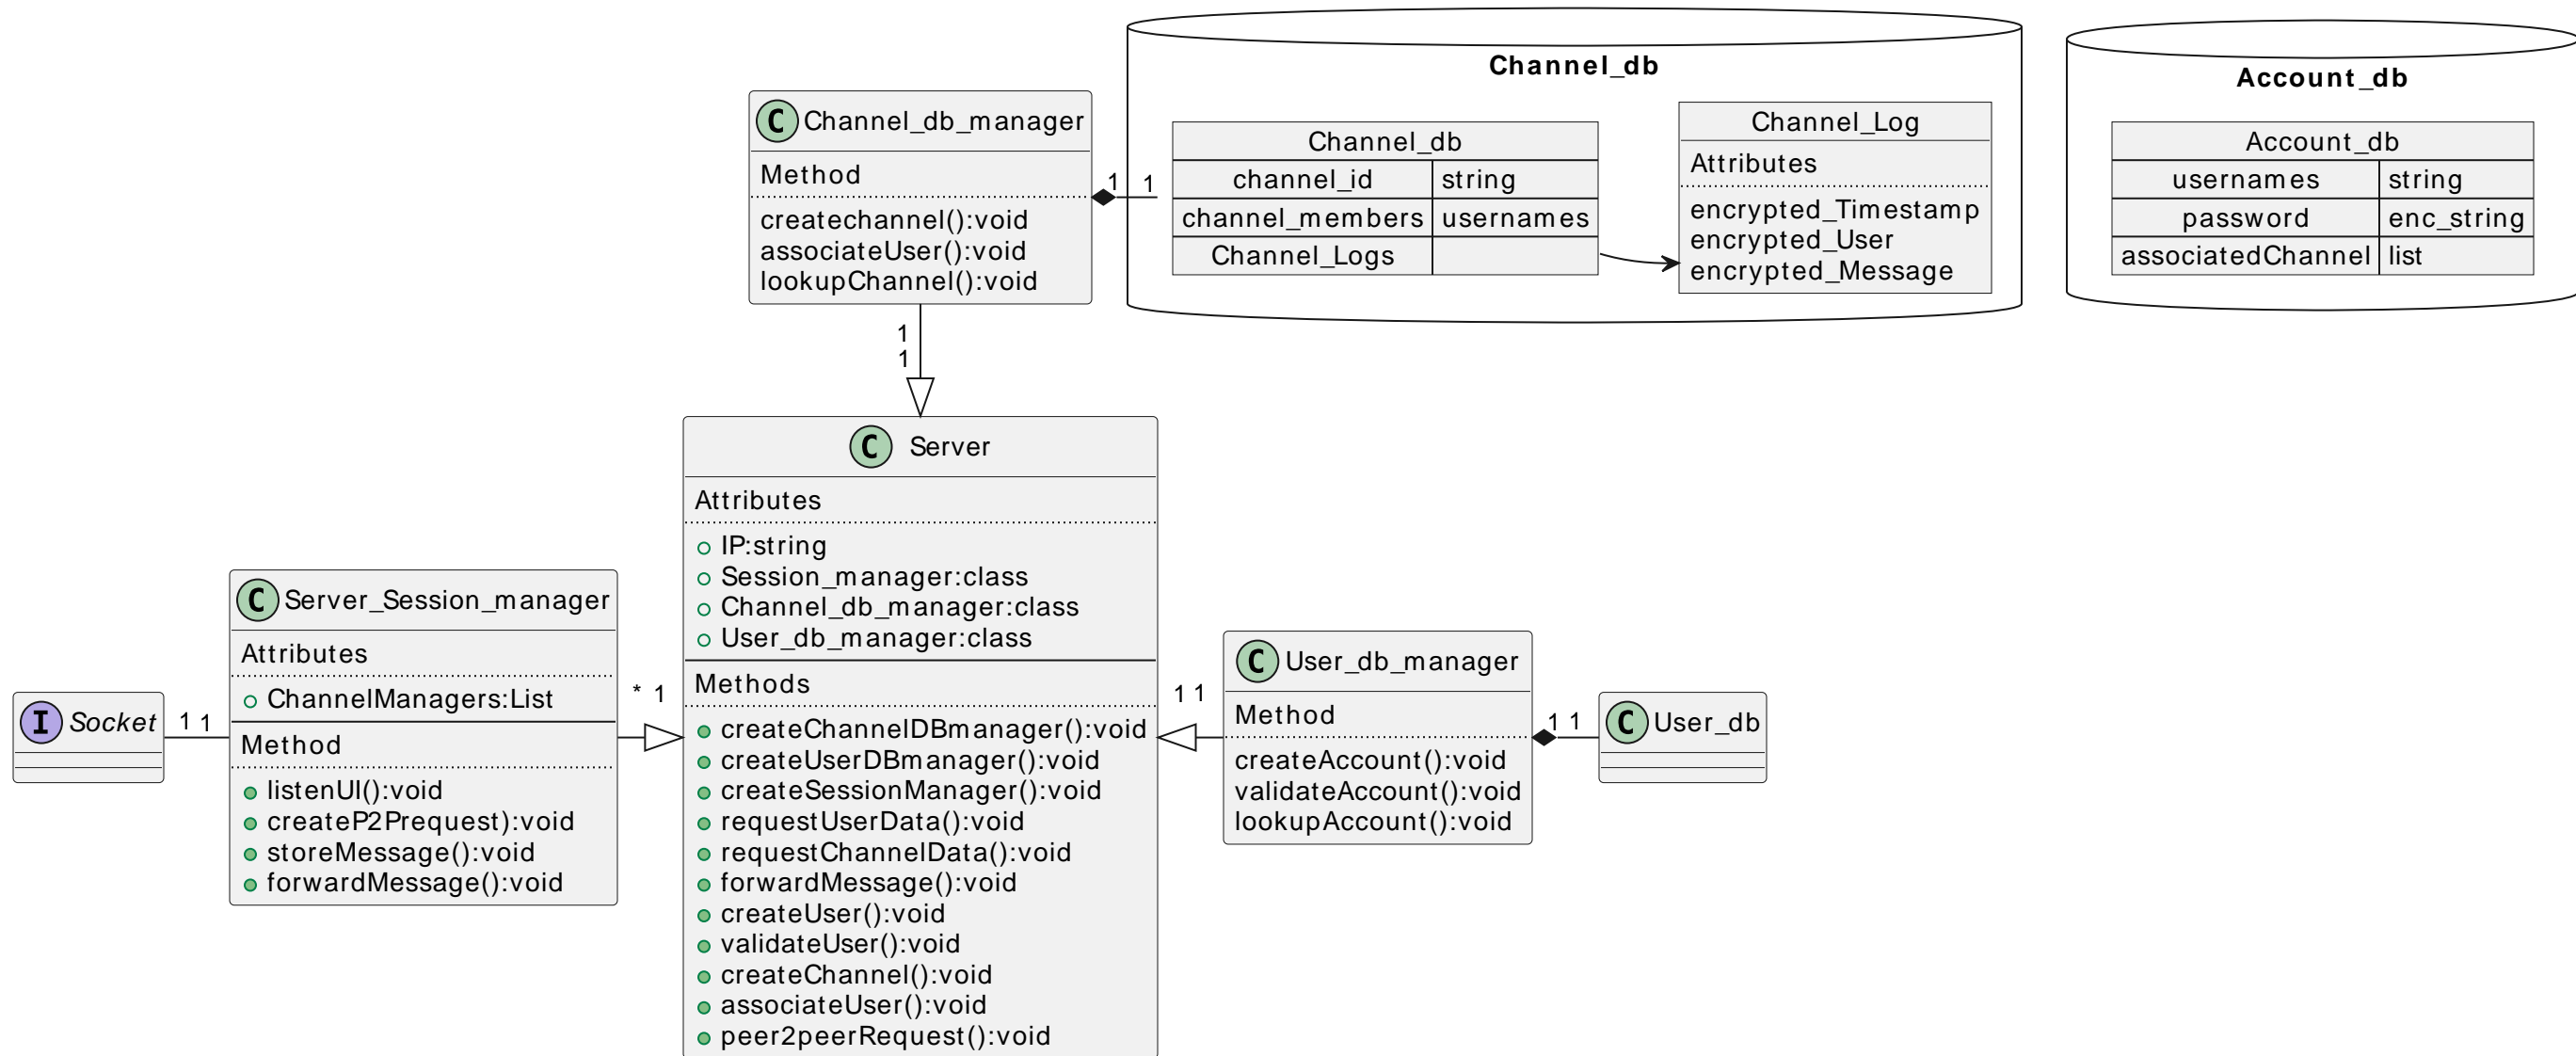 Channel_db
Account_db
C Channel_db_manager
Method
createchannel():void
associateUser():void
lookupChannel():void
1 1
Channel_db
channel_id string
channel_members usernames
Channel_Logs
Channel_Log
Attributes
encrypted_Timestamp
encrypted_User
encrypted_Message
Account_db
usernames string
password enc_string
associatedChannel list
1
1
C Server
Attributes
IP:string
Session_manager:class
Channel_db_manager:class
User_db_manager:class
Methods
createChannelDBmanager():void
createUserDBmanager():void
createSessionManager():void
requestUserData():void
requestChannelData():void
forwardMessage():void
createUser():void
validateUser():void
createChannel():void
associateUser():void
peer2peerRequest():void
I Socket
1 1
C Server_Session_manager
Attributes
ChannelManagers:List
Method
listenUI():void
createP2Prequest):void
storeMessage():void
forwardMessage():void
* 1
1 1
C User_db_manager
Method
createAccount():void
validateAccount():void
lookupAccount():void
1 1
C User_db